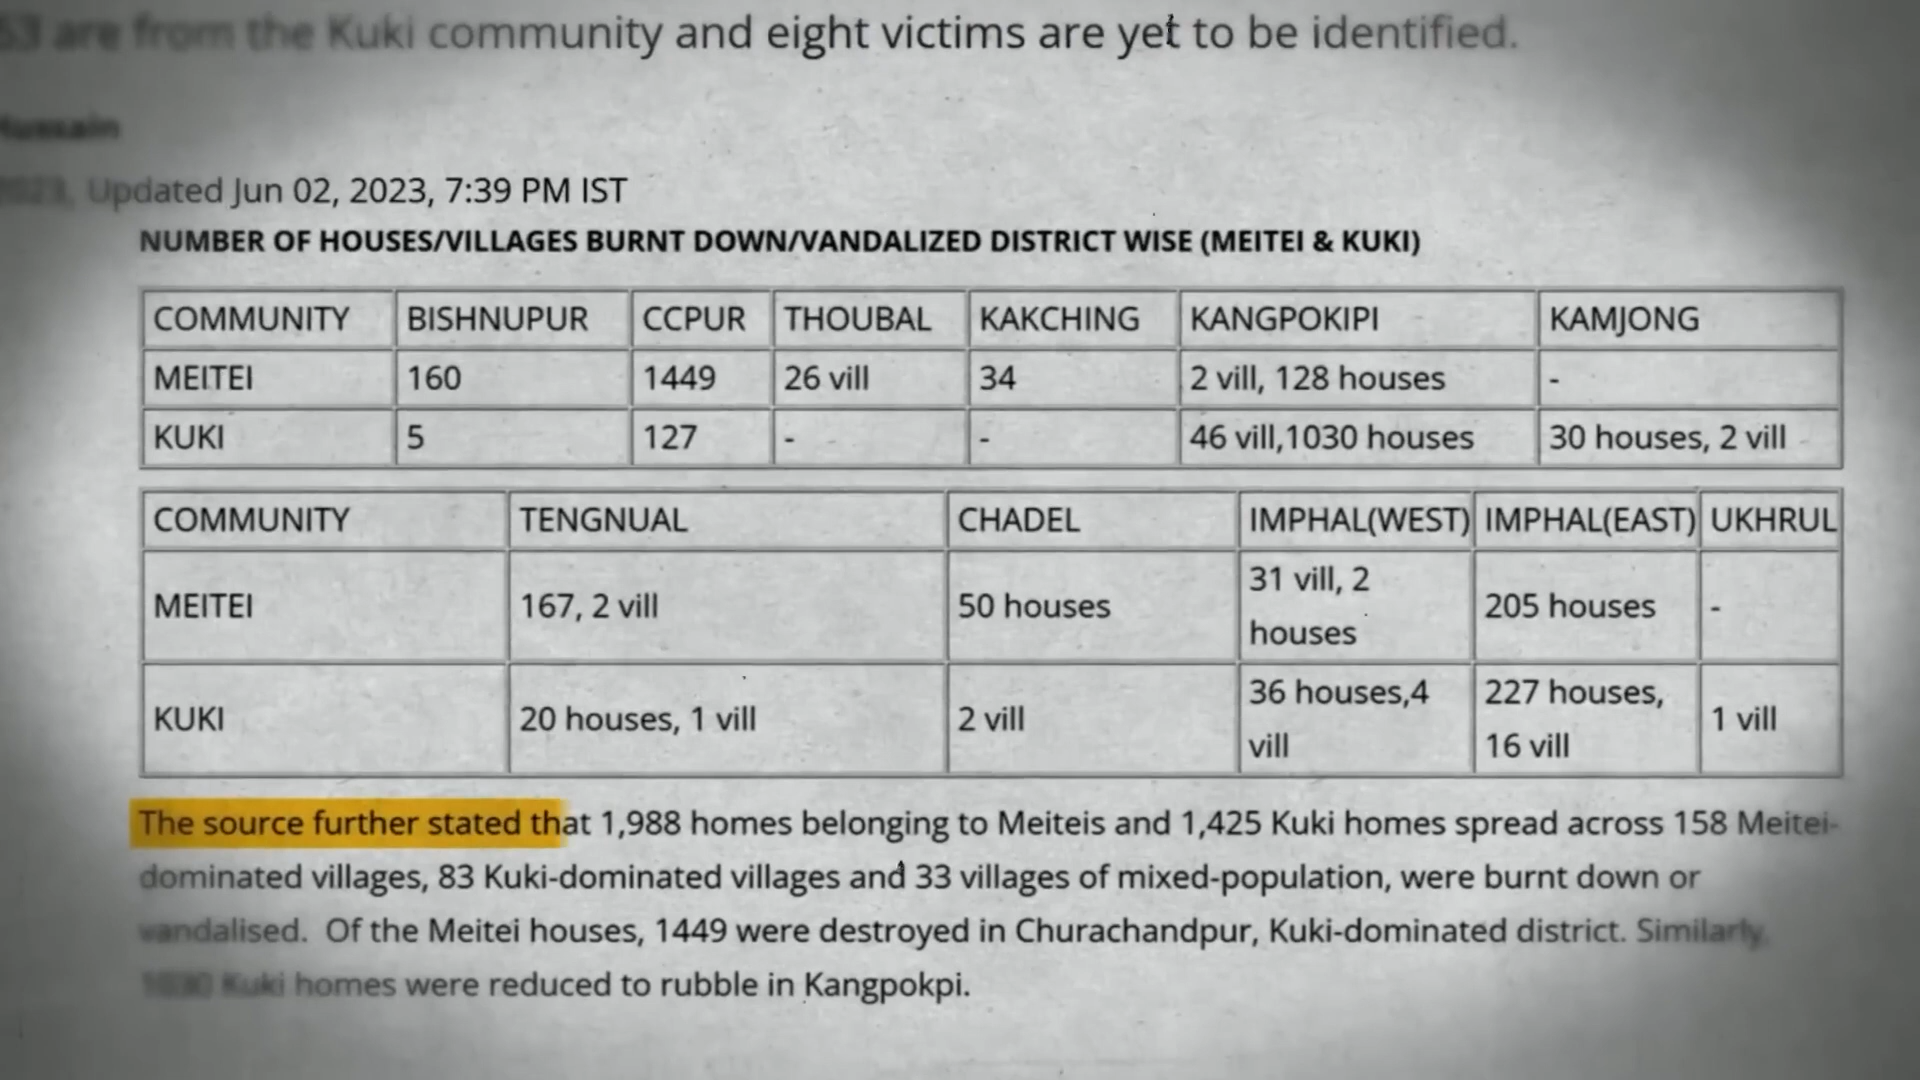 53 are from the Kuki community and eight victims are yet to be identified.
Hussain
2023, Updated Jun 02, 2023, 7:39 PM IST
NUMBER OF HOUSES/VILLAGES BURNT DOWN/VANDALIZED DISTRICT WISE (MEITEI & KUKI)
COMMUNITY BISHNUPUR CCPUR THOUBAL KAKCHING KANGPOKIPI KAMJONG
MEITEI 160 1449 26 vill 34 2 vill, 128 houses -
KUKI 5 127 - - 46 vill,1030 houses 30 houses, 2 vill
COMMUNITY TENGNUAL CHADEL IMPHAL(WEST) IMPHAL(EAST) UKHRUL
MEITEI 167, 2 vill 50 houses 31 vill, 2 houses 205 houses -
KUKI 20 houses, 1 vill 2 vill 36 houses,4 vill 227 houses, 16 vill 1 vill
The source further stated that 1,988 homes belonging to Meiteis and 1,425 Kuki homes spread across 158 Meitei-
dominated villages, 83 Kuki-dominated villages and 33 villages of mixed-population, were burnt down or
vandalised. Of the Meitei houses, 1449 were destroyed in Churachandpur, Kuki-dominated district. Similarly,
1030 Kuki homes were reduced to rubble in Kangpokpi.